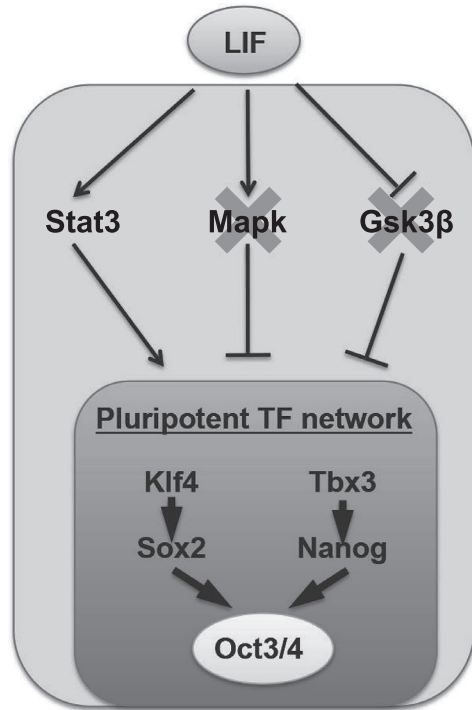 LIF
Stat3 Mapk Gsk3β
Pluripotent TF network
Klf4 Tbx3
Sox2 Nanog
Oct3/4